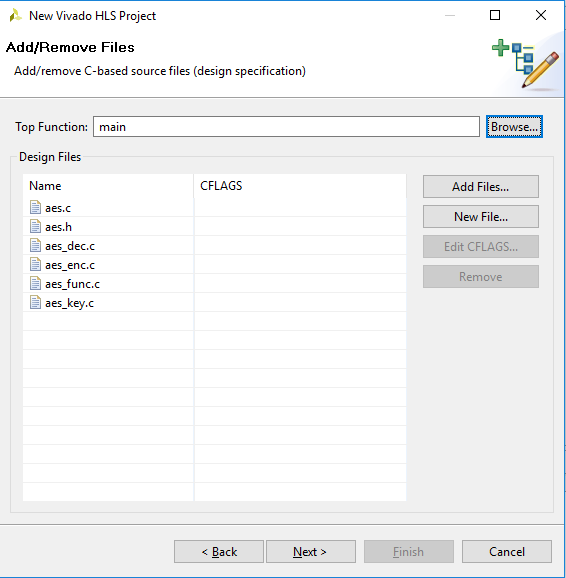 New Vivado HLS Project
Add/Remove Files
Add/remove C-based source files (design specification)
Top Function: main Browse...
Design Files
Name CFLAGS
Add Files...
aes.c
New File...
aes.h
aes_dec.c
Edit CFLAGS...
aes_enc.c
Remove
aes_func.c
aes_key.c
< Back Next > Finish Cancel